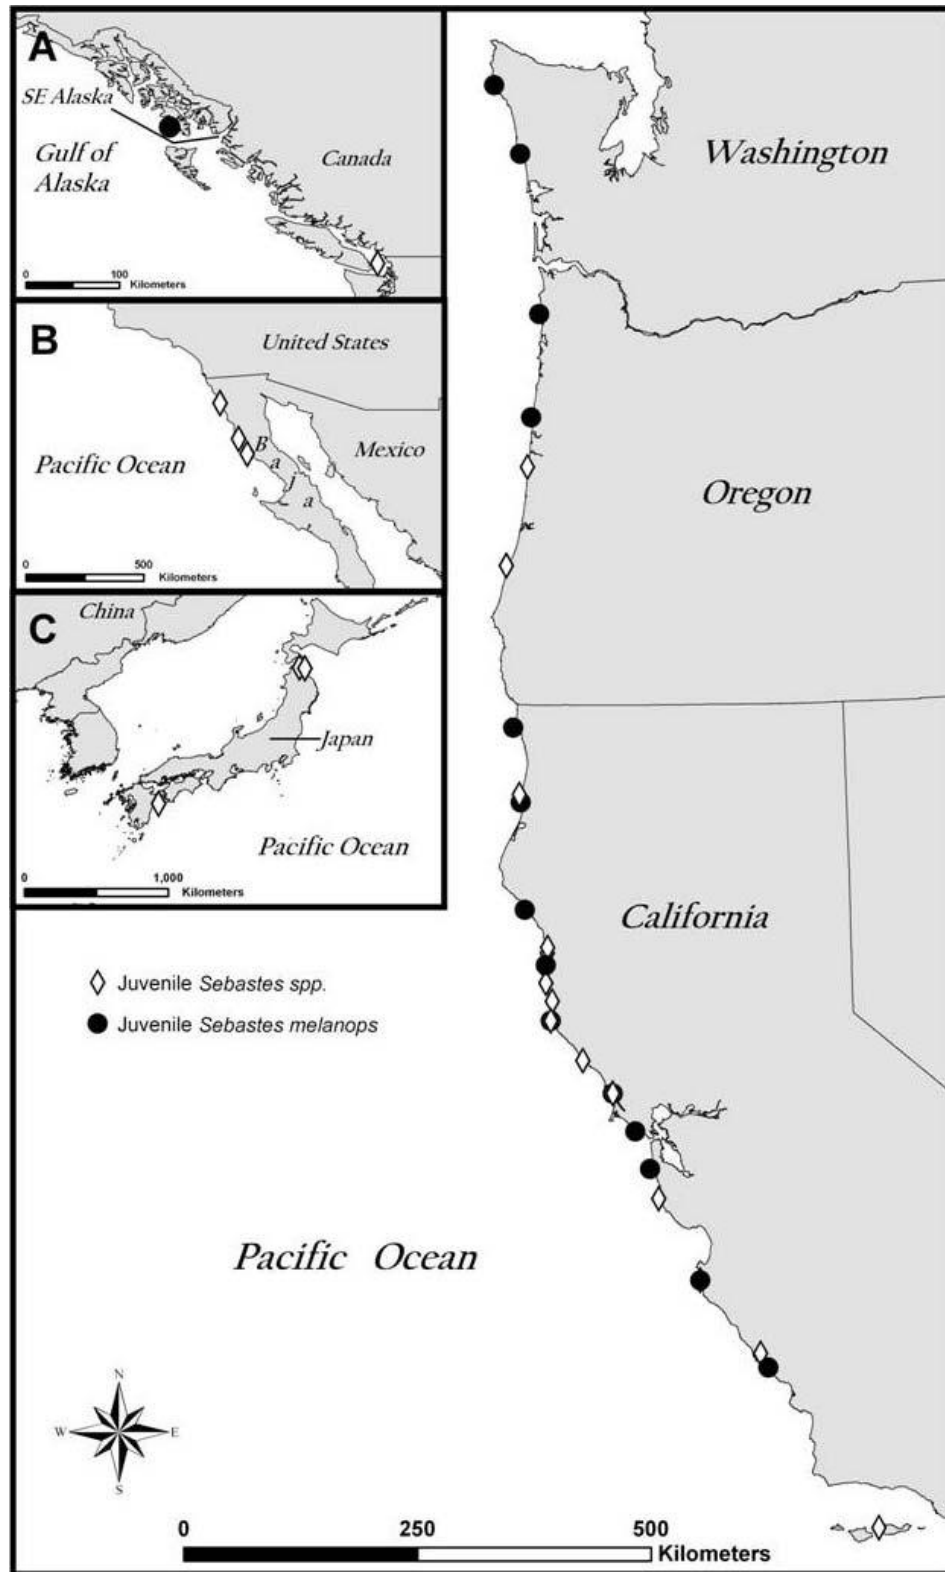 A
SE Alaska
Gulf of
Alaska
Canada
0 100
Kilometers
B
United States
Pacific Ocean
Mexico
B
a
j
a
0 500
Kilometers
C
China
Japan
Pacific Ocean
0 1,000
Kilometers
Washington
Oregon
California
Juvenile Sebastes spp.
Juvenile Sebastes melanops
Pacific Ocean
N
W E
S
0 250 500
Kilometers